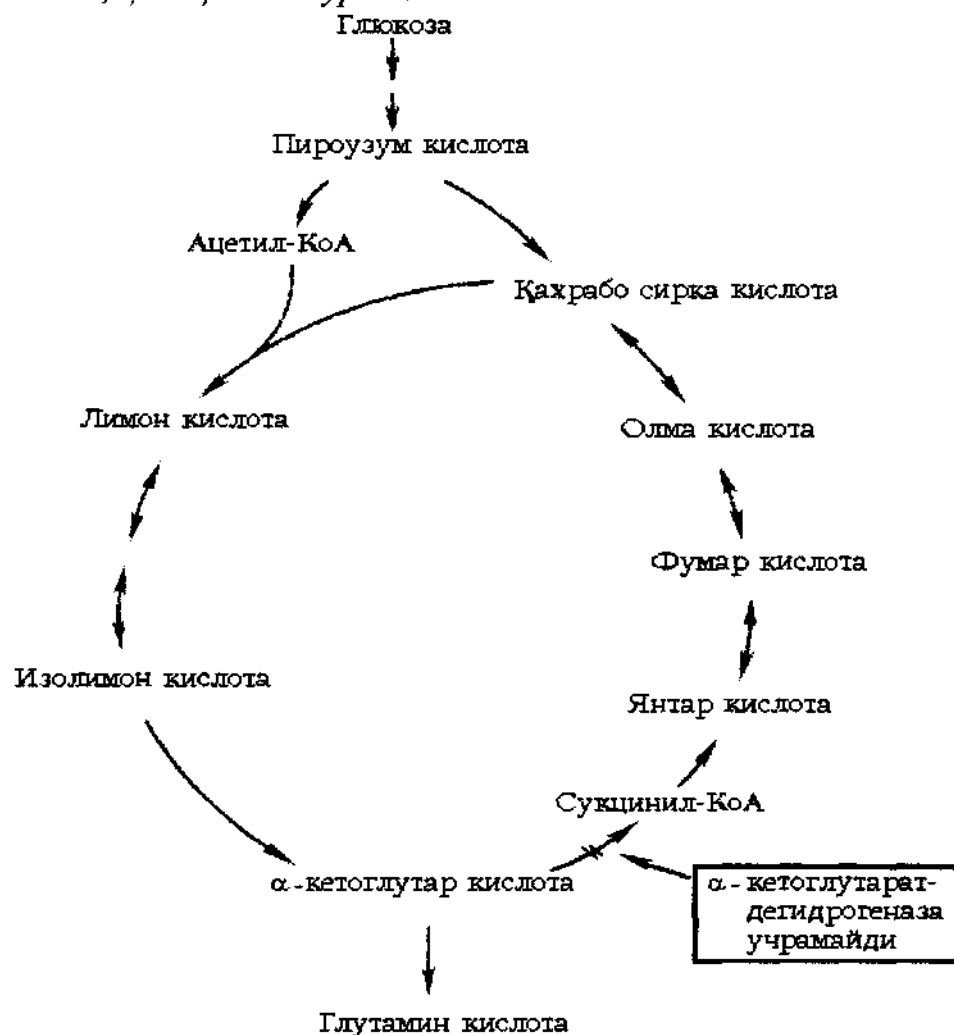 Глюкоза
Пироузум кислота
Ацетил-КоА
Қахрабо сирка кислота
Лимон кислота
Олма кислота
Фумар кислота
Изолимон кислота
Янтар кислота
Сукцинил-КоА
α-кетоглутар кислота
α-кетоглутарат-
дегидрогеназа
учрамайди
Глутамин кислота